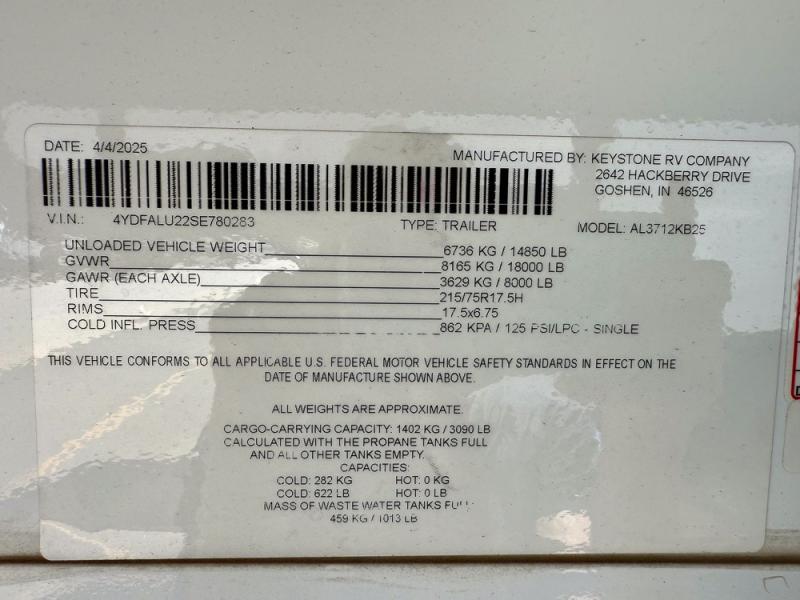 DATE: 4/4/2025
MANUFACTURED BY: KEYSTONE RV COMPANY
2642 HACKBERRY DRIVE
GOSHEN, IN 46526
V.I.N.: 4YDFALU22SE780283 TYPE: TRAILER MODEL: AL3712KB25
UNLOADED VEHICLE WEIGHT 6736 KG / 14850 LB
GVWR 8165 KG / 18000 LB
GAWR (EACH AXLE) 3629 KG / 8000 LB
TIRE 215/75R17.5H
RIMS 17.5x6.75
COLD INFL. PRESS 862 KPA / 125 PSI/LPC - SINGLE
THIS VEHICLE CONFORMS TO ALL APPLICABLE U.S. FEDERAL MOTOR VEHICLE SAFETY STANDARDS IN EFFECT ON THE
DATE OF MANUFACTURE SHOWN ABOVE.
ALL WEIGHTS ARE APPROXIMATE.
CARGO-CARRYING CAPACITY: 1402 KG / 3090 LB
CALCULATED WITH THE PROPANE TANKS FULL
AND ALL OTHER TANKS EMPTY.
CAPACITIES:
COLD: 282 KG HOT: 0 KG
COLD: 622 LB HOT: 0 LB
MASS OF WASTE WATER TANKS FULL:
459 KG / 1013 LB